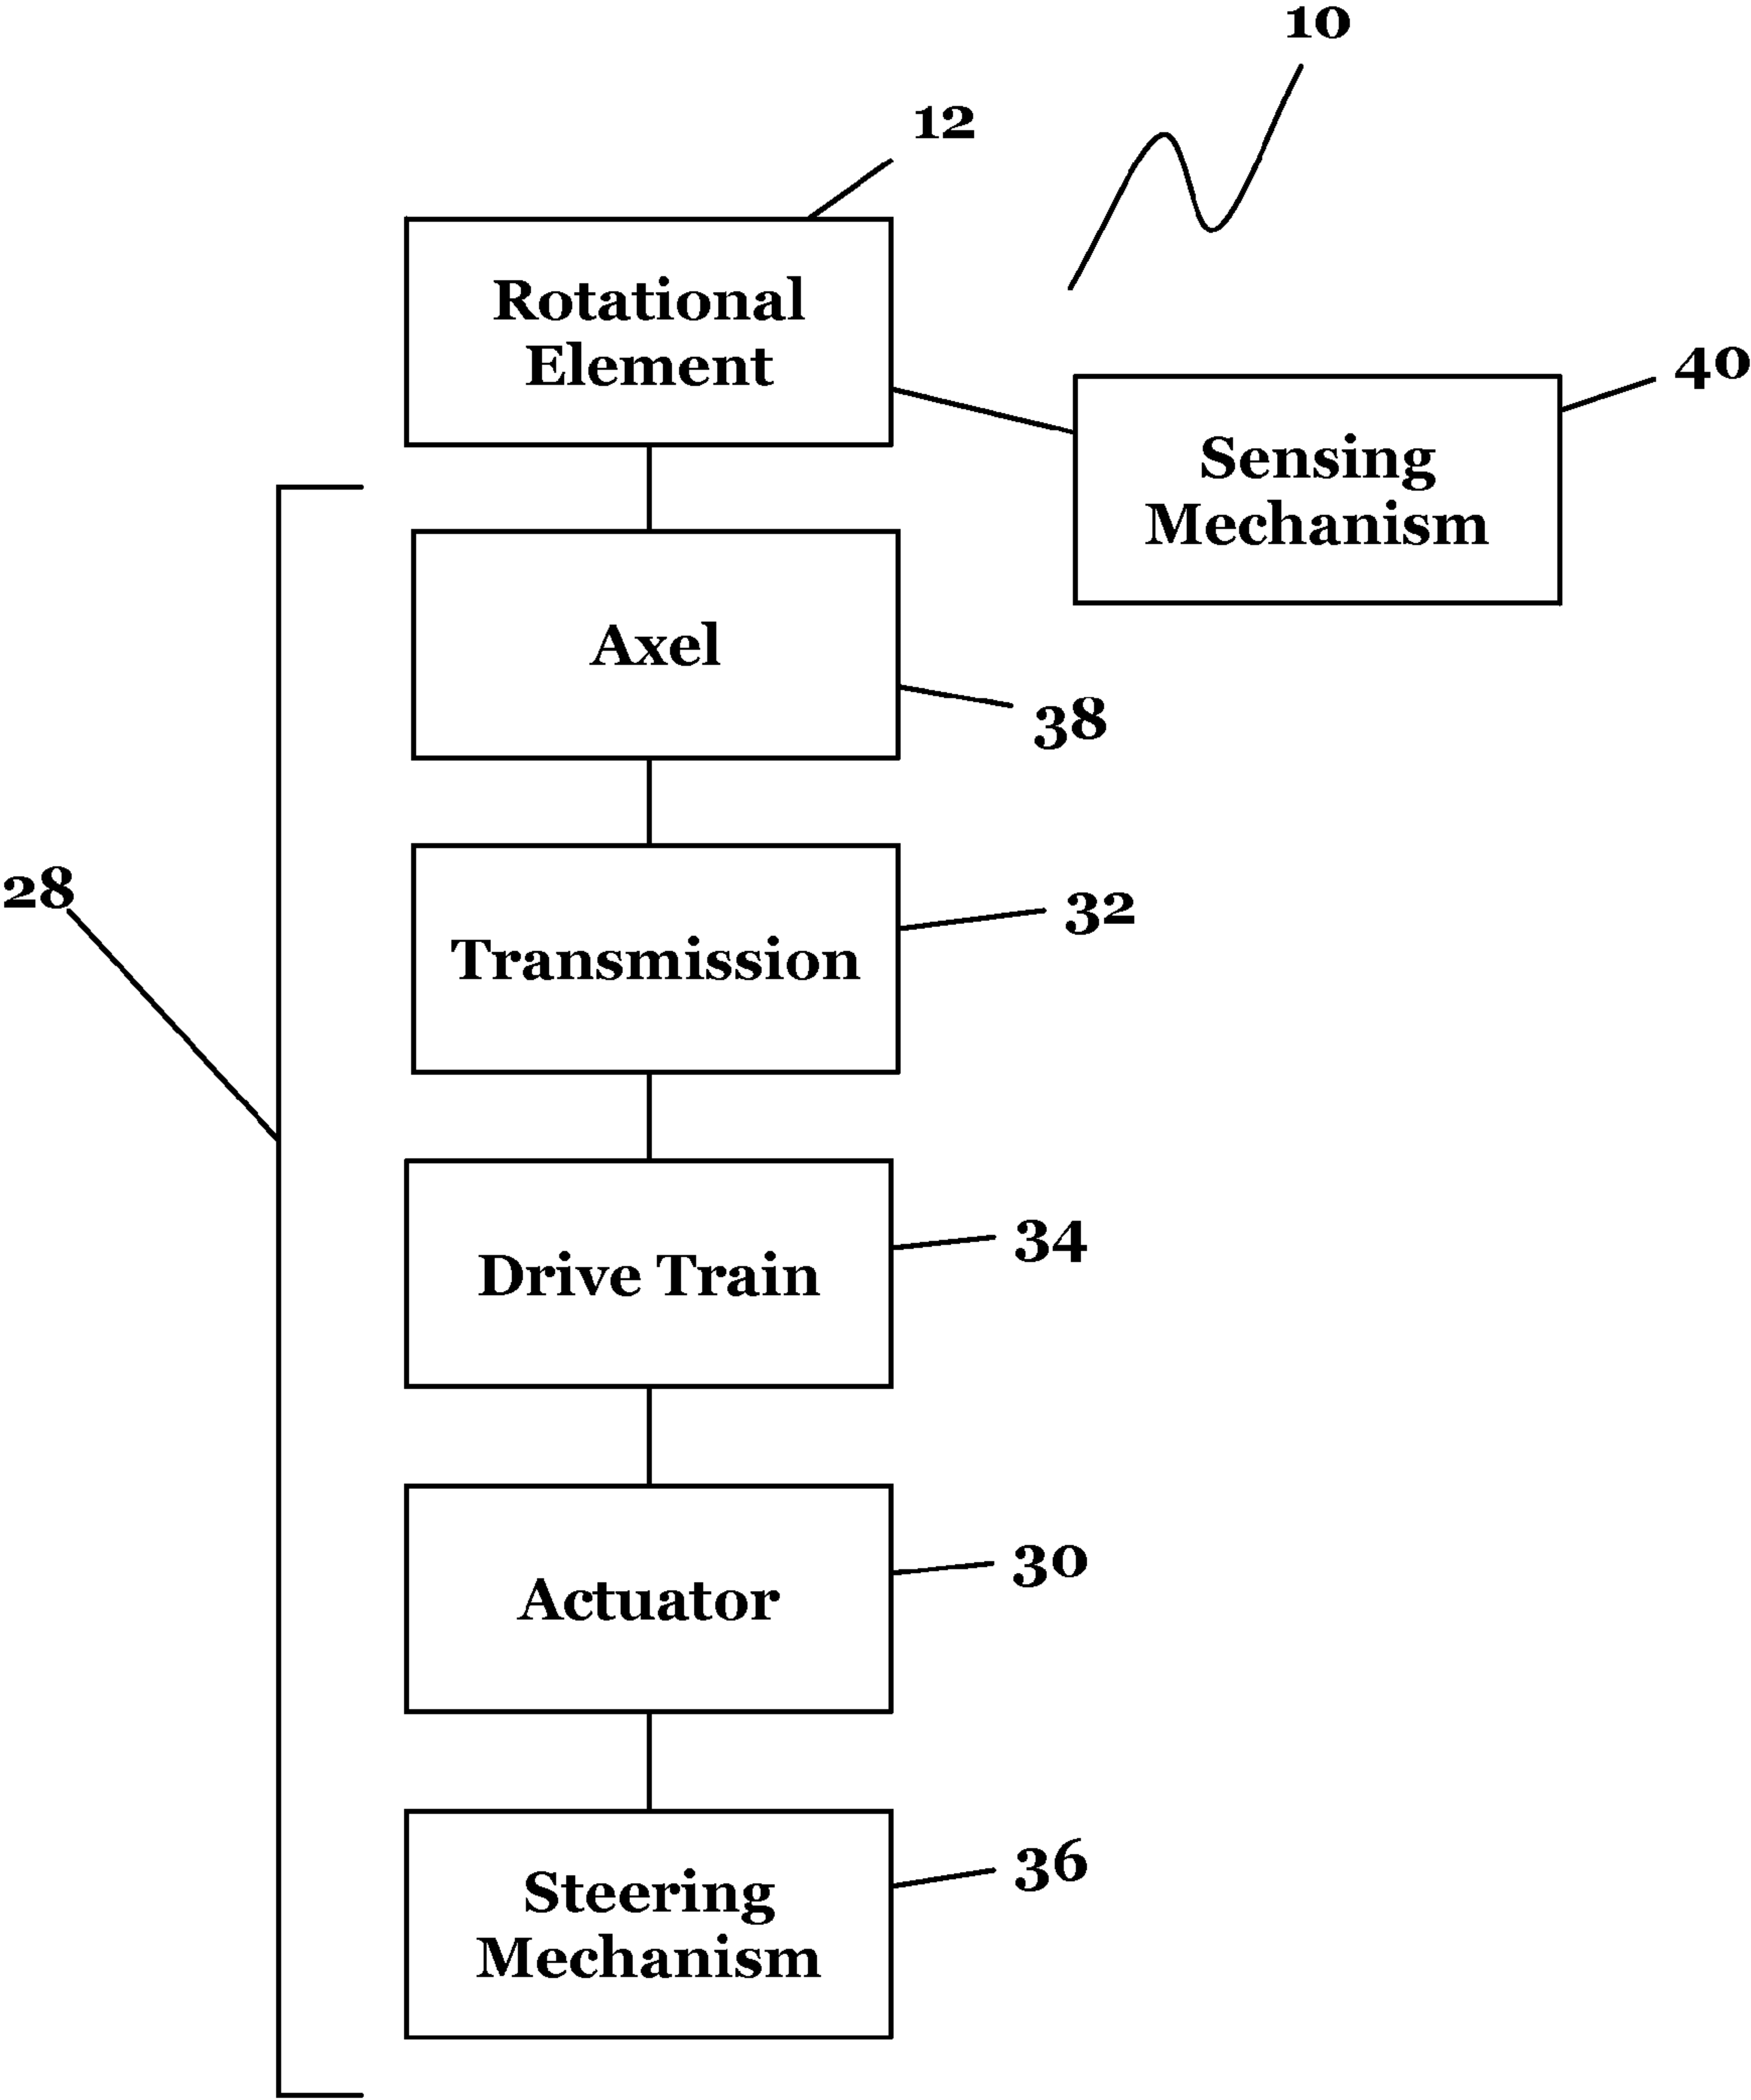 10
12
Rotational
Element
40
Sensing
Mechanism
Axel
38
28
32
Transmission
34
Drive Train
30
Actuator
36
Steering
Mechanism